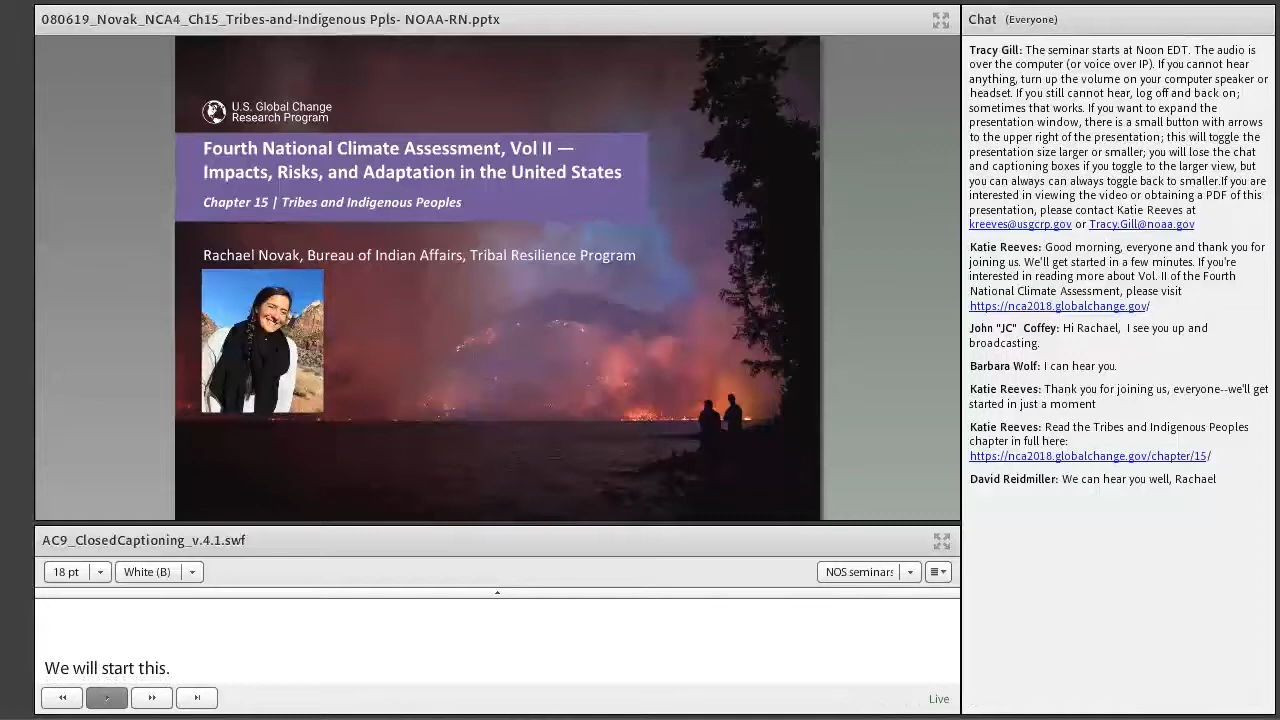 080619_Novak_NCA4_Ch15_Tribes-and-Indigenous Ppls- NOAA-RN.pptx
U.S. Global Change
Research Program
Fourth National Climate Assessment, Vol II —
Impacts, Risks, and Adaptation in the United States
Chapter 15 | Tribes and Indigenous Peoples
Rachael Novak, Bureau of Indian Affairs, Tribal Resilience Program
AC9_ClosedCaptioning_v.4.1.swf
18 pt
White (B)
NOS seminars
We will start this.
Live
Chat (Everyone)
Tracy Gill: The seminar starts at Noon EDT. The audio is
over the computer (or voice over IP). If you cannot hear
anything, turn up the volume on your computer speaker or
headset. If you still cannot hear, log off and back on;
sometimes that works. If you want to expand the
presentation window, there is a small button with arrows
to the upper right of the presentation; this will toggle the
presentation size larger or smaller; you will lose the chat
and captioning boxes if you toggle to the larger view, but
you can always can always toggle back to smaller.If you are
interested in viewing the video or obtaining a PDF of this
presentation, please contact Katie Reeves at
kreeves@usgcrp.gov or Tracy.Gill@noaa.gov
Katie Reeves: Good morning, everyone and thank you for
joining us. We'll get started in a few minutes. If you're
interested in reading more about Vol. II of the Fourth
National Climate Assessment, please visit
https://nca2018.globalchange.gov/
John "JC" Coffey: Hi Rachael, I see you up and
broadcasting.
Barbara Wolf: I can hear you.
Katie Reeves: Thank you for joining us, everyone--we'll get
started in just a moment
Katie Reeves: Read the Tribes and Indigenous Peoples
chapter in full here:
https://nca2018.globalchange.gov/chapter/15/
David Reidmiller: We can hear you well, Rachael